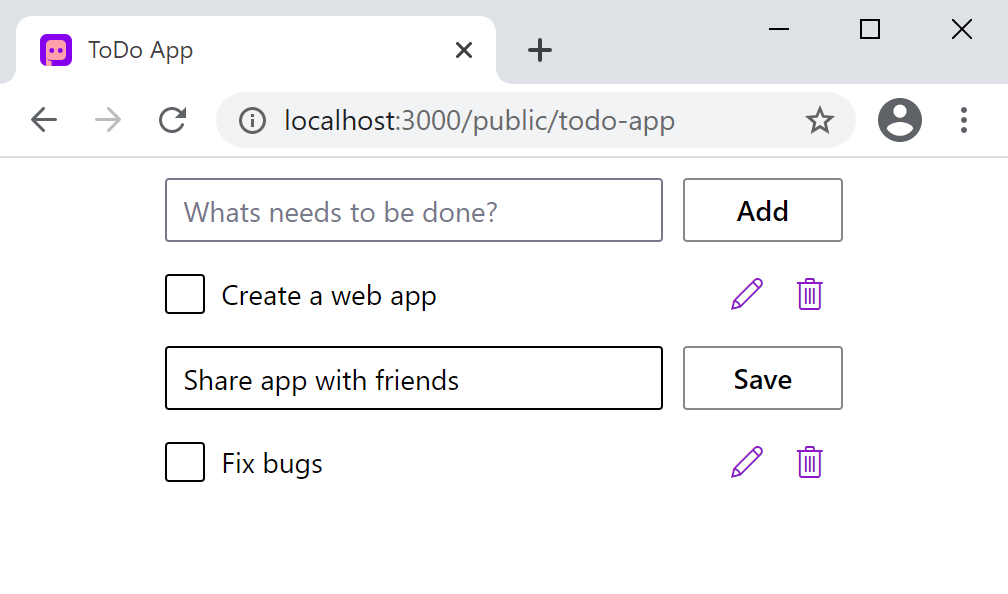 ToDo App
localhost:3000/public/todo-app
Whats needs to be done? Add
Create a web app
Share app with friends Save
Fix bugs